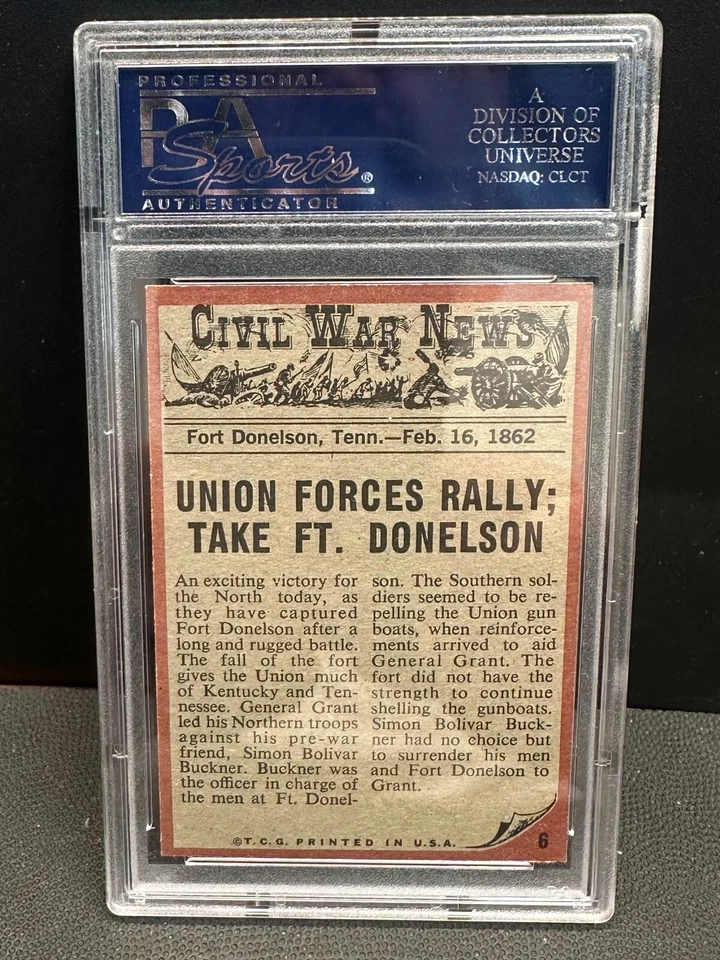 PROFESSIONAL
PSA
Sports®
AUTHENTICATOR
A
DIVISION OF
COLLECTORS
UNIVERSE
NASDAQ: CLCT
CIVIL WAR NEWS
Fort Donelson, Tenn.—Feb. 16, 1862
UNION FORCES RALLY;
TAKE FT. DONELSON
An exciting victory for
the North today, as
they have captured
Fort Donelson after a
long and rugged battle.
The fall of the fort
gives the Union much
of Kentucky and Ten-
nessee. General Grant
led his Northern troops
against his pre-war
friend, Simon Bolivar
Buckner. Buckner was
the officer in charge of
the men at Ft. Donel-
son. The Southern sol-
diers seemed to be re-
pelling the Union gun
boats, when reinforce-
ments arrived to aid
General Grant. The
fort did not have the
strength to continue
shelling the gunboats.
Simon Bolivar Buck-
ner had no choice but
to surrender his men
and Fort Donelson to
Grant.
©T.C.G. PRINTED IN U.S.A.
6